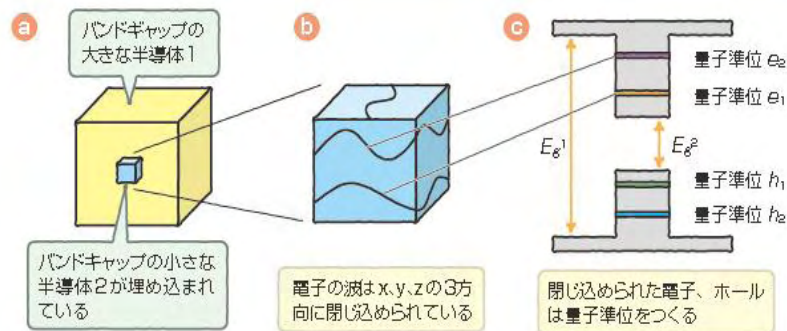 a
バンドギャップの
大きな半導体1
バンドキャップの小さな
半導体2が埋め込まれ
ている
b
電子の波はx、y、zの3方
向に閉じ込められている
c
量子準位 e₂
量子準位 e₁
Eg¹
Eg²
量子準位 h₁
量子準位 h₂
閉じ込められた電子、ホール
は量子準位をつくる